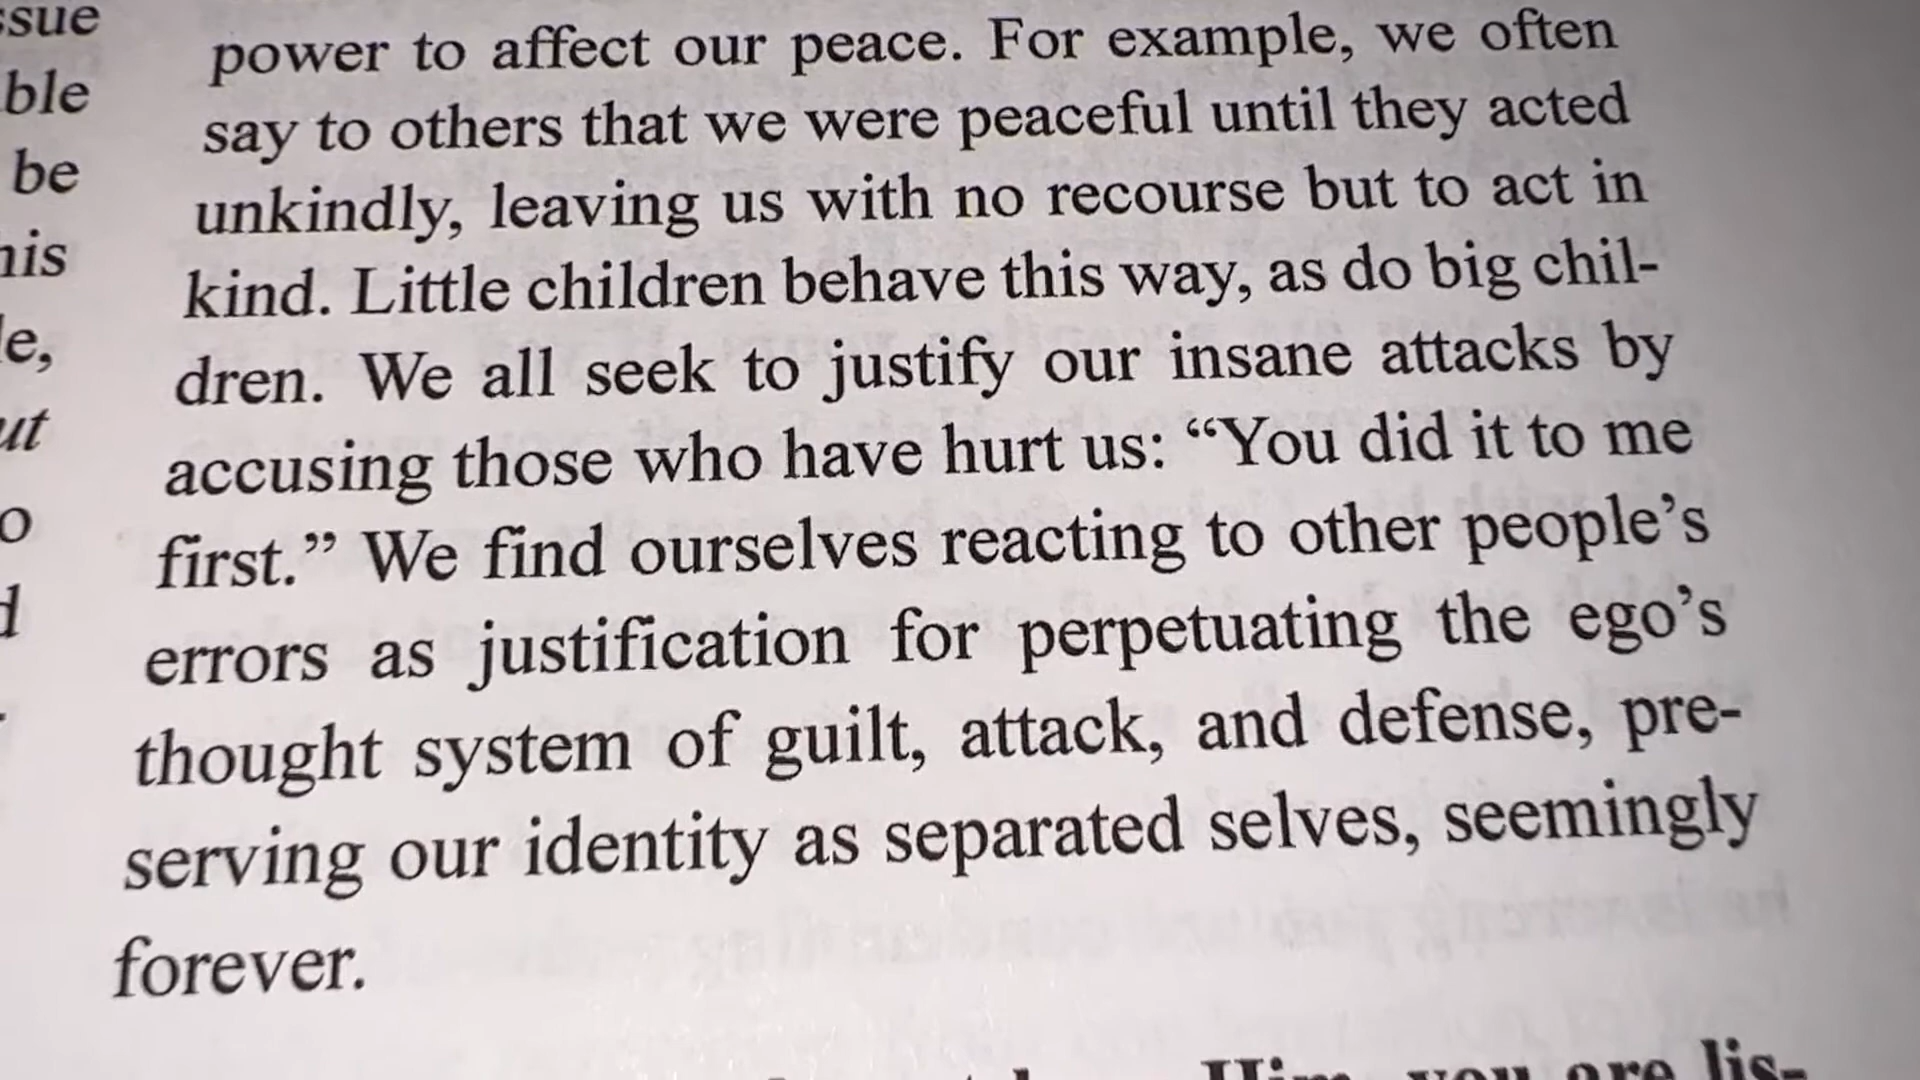 power to affect our peace. For example, we often
say to others that we were peaceful until they acted
unkindly, leaving us with no recourse but to act in
kind. Little children behave this way, as do big chil-
dren. We all seek to justify our insane attacks by
accusing those who have hurt us: “You did it to me
first.” We find ourselves reacting to other people’s
errors as justification for perpetuating the ego’s
thought system of guilt, attack, and defense, pre-
serving our identity as separated selves, seemingly
forever.
Him, you are lis-